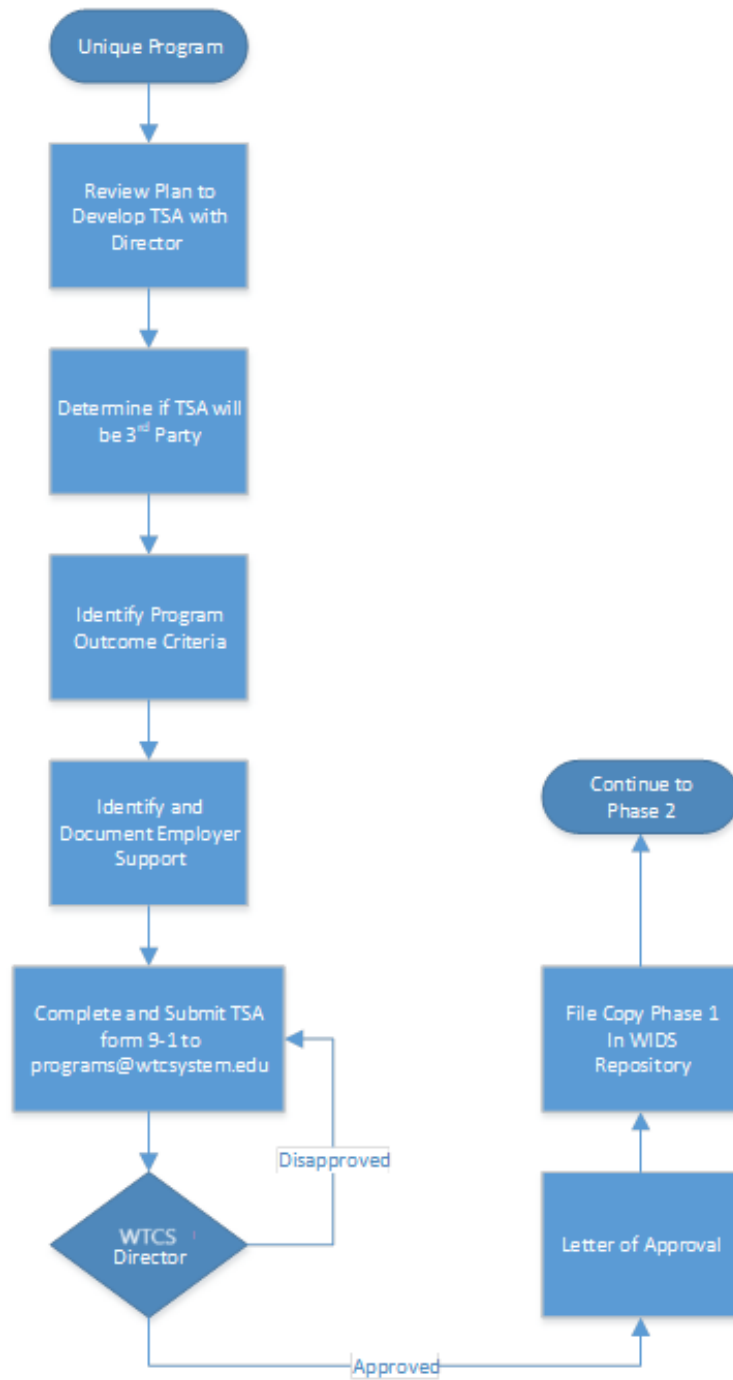 Unique Program
Review Plan to
Develop TSA with
Director
Determine if TSA will
be 3rd Party
Identify Program
Outcome Criteria
Identify and
Document Employer
Support
Complete and Submit TSA
form 9-1 to
programs@wtcsystem.edu
Disapproved
WTCS
Director
Approved
Letter of Approval
File Copy Phase 1
In WIDS
Repository
Continue to
Phase 2